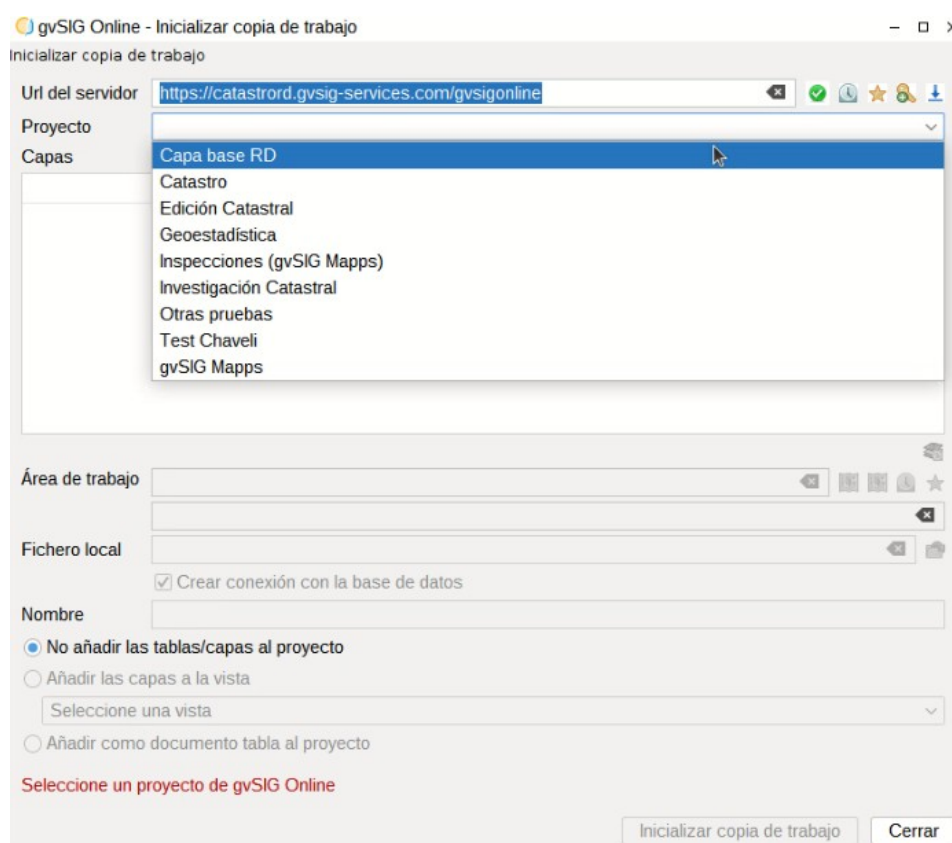 gvSIG Online - Inicializar copia de trabajo
Inicializar copia de trabajo
Url del servidor https://catastrord.gvsig-services.com/gvsigonline
Proyecto
Capas
Capa base RD
Catastro
Edición Catastral
Geoestadística
Inspecciones (gvSIG Mapps)
Investigación Catastral
Otras pruebas
Test Chaveli
gvSIG Mapps
Área de trabajo
Fichero local
Crear conexión con la base de datos
Nombre
No añadir las tablas/capas al proyecto
Añadir las capas a la vista
Seleccione una vista
Añadir como documento tabla al proyecto
Seleccione un proyecto de gvSIG Online
Inicializar copia de trabajo Cerrar